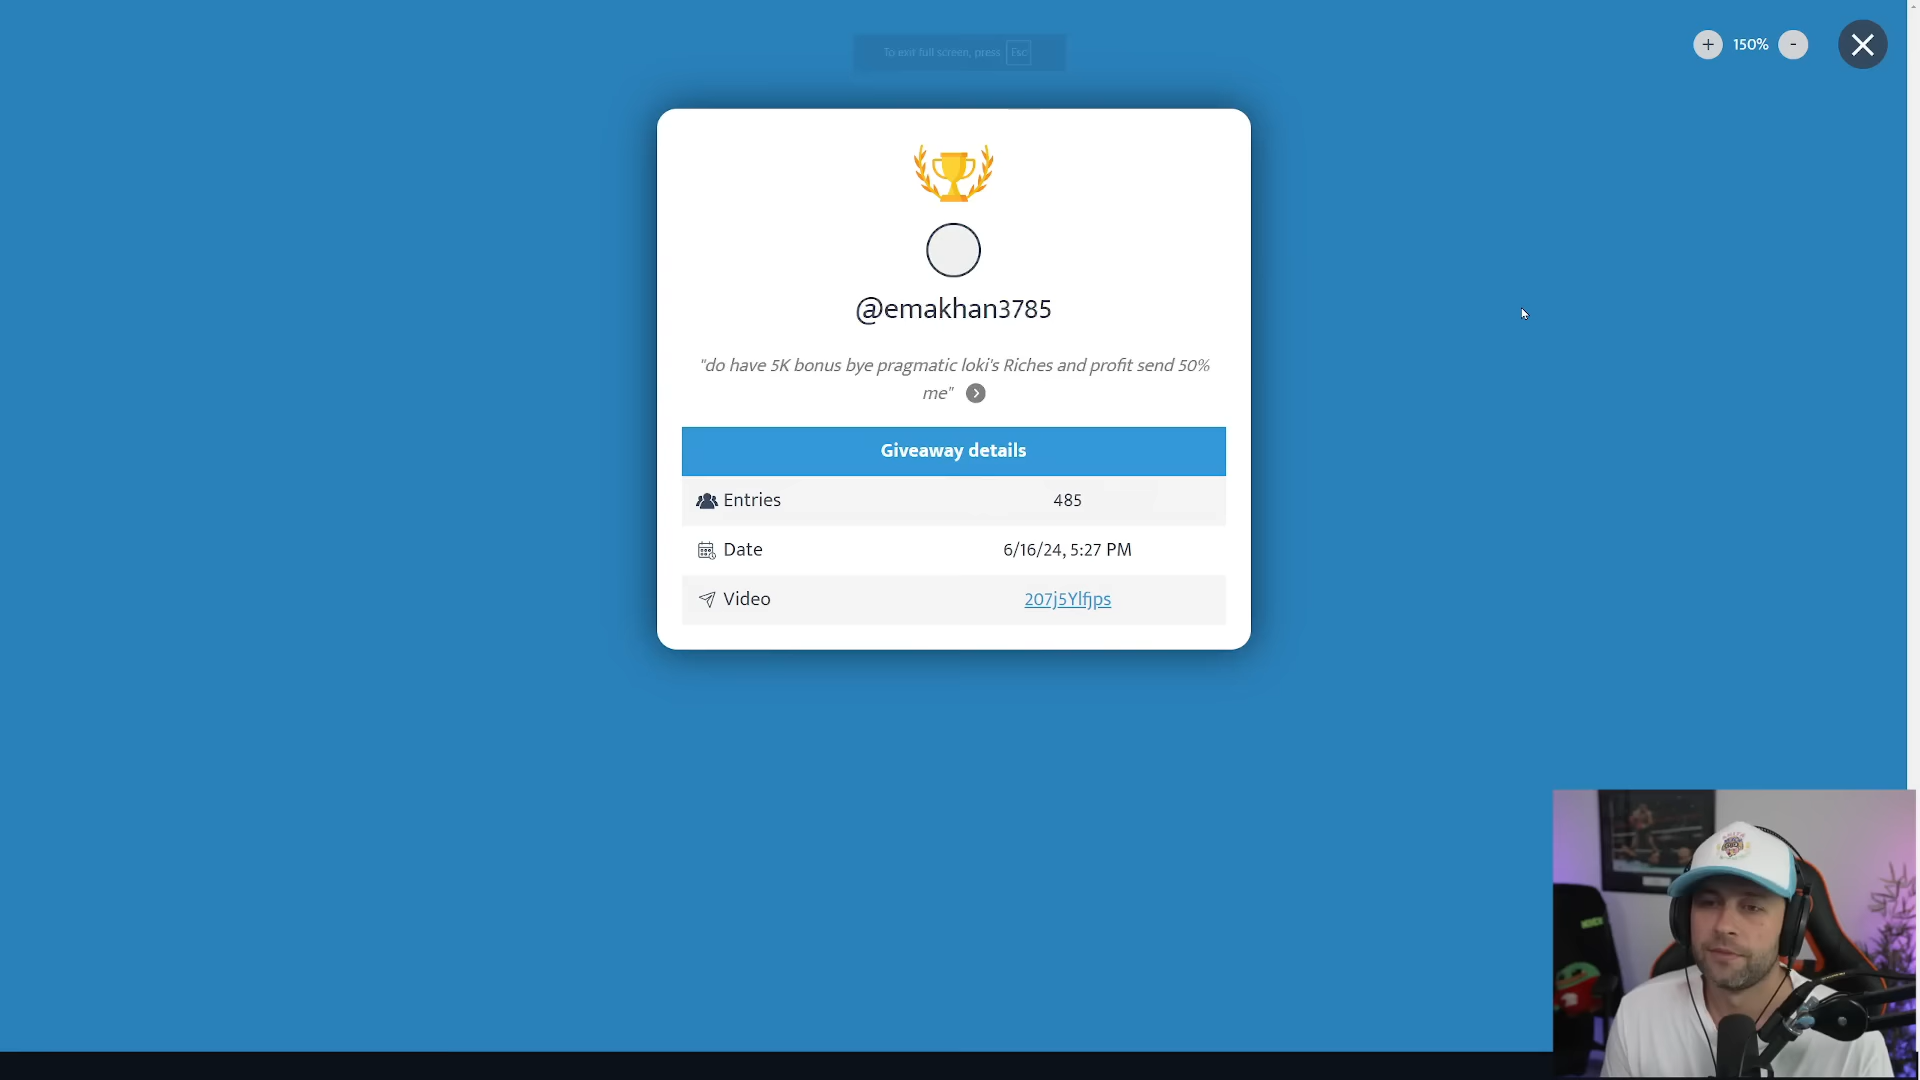 To exit full screen, press Esc
+ 150% -
@emakhan3785
"do have 5K bonus bye pragmatic loki's Riches and profit send 50%
me"
Giveaway details
Entries 485
Date 6/16/24, 5:27 PM
Video 207j5Ylfjps